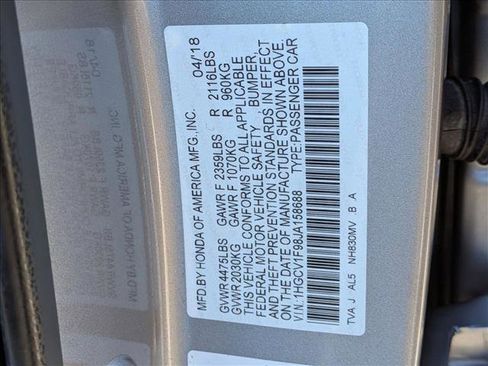 MFD BY HONDA OF AMERICA MFG., INC. 04/18
GVWR 4475LBS GAWR F 2359LBS R 2116LBS
GVWR 2030KG GAWR F 1070KG R 960KG
THIS VEHICLE CONFORMS TO ALL APPLICABLE
FEDERAL MOTOR VEHICLE SAFETY, BUMPER,
AND THEFT PREVENTION STANDARDS IN EFFECT
ON THE DATE OF MANUFACTURE SHOWN ABOVE.
V.I.N.:1HGCV1F98JA158688 TYPE:PASSENGER CAR
TVA J AL5 NH830MV B A